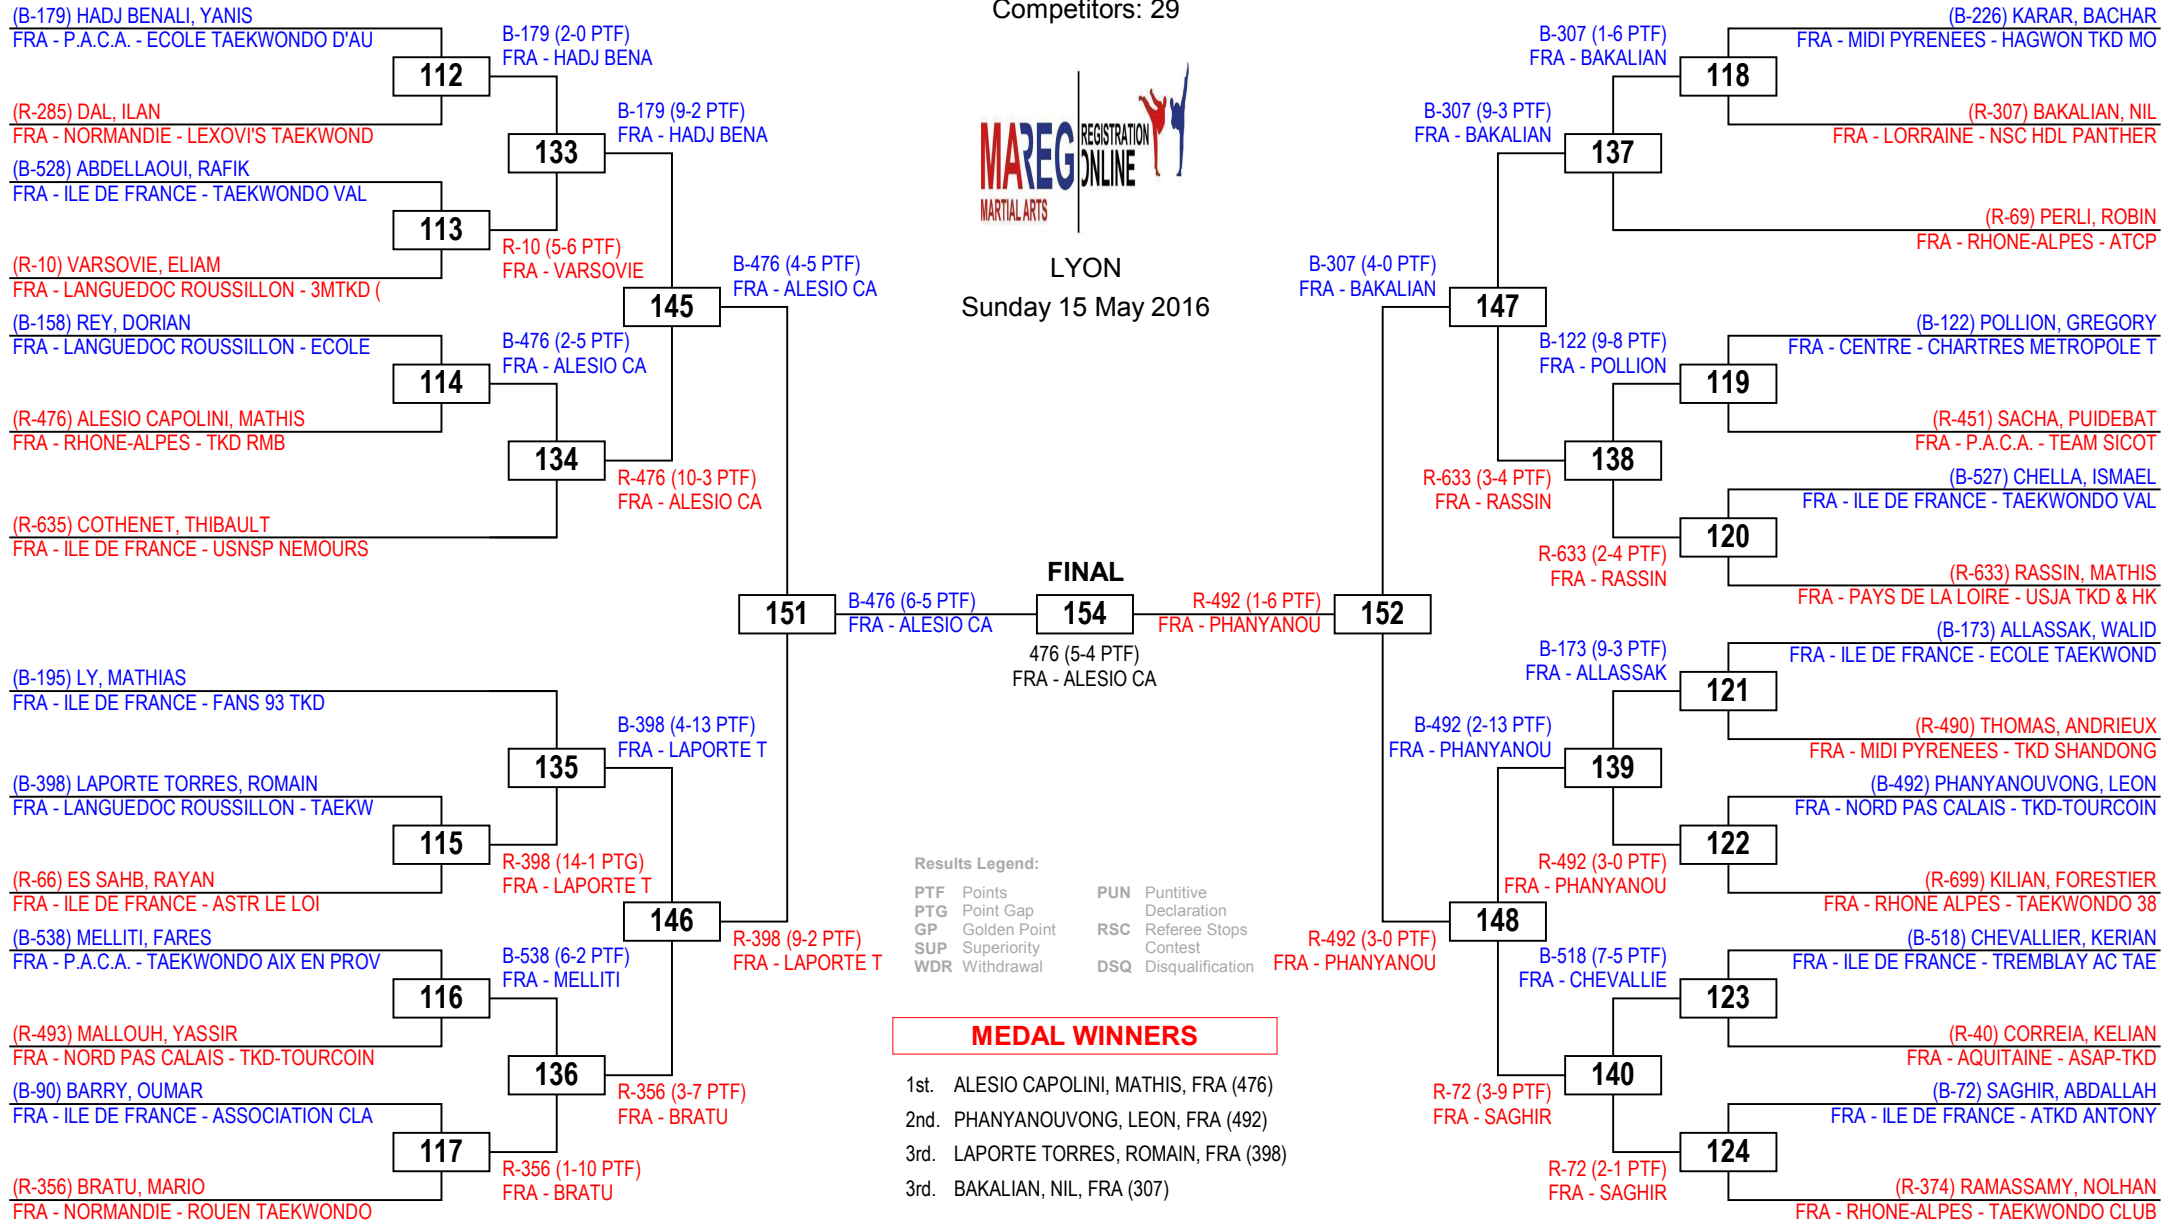 Competitors: 29
MAREG
REGISTRATION
ONLINE
MARTIAL ARTS
LYON
Sunday 15 May 2016
(B-179) HADJ BENALI, YANIS
FRA - P.A.C.A. - ECOLE TAEKWONDO D'AU
112
(R-285) DAL, ILAN
FRA - NORMANDIE - LEXOVI'S TAEKWOND
(B-528) ABDELLAOUI, RAFIK
FRA - ILE DE FRANCE - TAEKWONDO VAL
113
(R-10) VARSOVIE, ELIAM
FRA - LANGUEDOC ROUSSILLON - 3MTKD (
(B-158) REY, DORIAN
FRA - LANGUEDOC ROUSSILLON - ECOLE
114
(R-476) ALESIO CAPOLINI, MATHIS
FRA - RHONE-ALPES - TKD RMB
(R-635) COTHENET, THIBAULT
FRA - ILE DE FRANCE - USNSP NEMOURS
(B-195) LY, MATHIAS
FRA - ILE DE FRANCE - FANS 93 TKD
(B-398) LAPORTE TORRES, ROMAIN
FRA - LANGUEDOC ROUSSILLON - TAEKW
115
(R-66) ES SAHB, RAYAN
FRA - ILE DE FRANCE - ASTR LE LOI
(B-538) MELLITI, FARES
FRA - P.A.C.A. - TAEKWONDO AIX EN PROV
116
(R-493) MALLOUH, YASSIR
FRA - NORD PAS CALAIS - TKD-TOURCOIN
(B-90) BARRY, OUMAR
FRA - ILE DE FRANCE - ASSOCIATION CLA
117
(R-356) BRATU, MARIO
FRA - NORMANDIE - ROUEN TAEKWONDO
B-179 (2-0 PTF)
FRA - HADJ BENA
133
R-10 (5-6 PTF)
FRA - VARSOVIE
B-476 (2-5 PTF)
FRA - ALESIO CA
134
135
R-398 (14-1 PTG)
FRA - LAPORTE T
B-538 (6-2 PTF)
FRA - MELLITI
136
R-356 (1-10 PTF)
FRA - BRATU
B-179 (9-2 PTF)
FRA - HADJ BENA
145
R-476 (10-3 PTF)
FRA - ALESIO CA
B-398 (4-13 PTF)
FRA - LAPORTE T
146
R-356 (3-7 PTF)
FRA - BRATU
B-476 (4-5 PTF)
FRA - ALESIO CA
151
R-398 (9-2 PTF)
FRA - LAPORTE T
B-476 (6-5 PTF)
FRA - ALESIO CA
FINAL
154
476 (5-4 PTF)
FRA - ALESIO CA
R-492 (1-6 PTF)
FRA - PHANYANOU
B-307 (4-0 PTF)
FRA - BAKALIAN
152
R-492 (3-0 PTF)
FRA - PHANYANOU
B-307 (9-3 PTF)
FRA - BAKALIAN
147
R-633 (3-4 PTF)
FRA - RASSIN
B-492 (2-13 PTF)
FRA - PHANYANOU
148
R-72 (3-9 PTF)
FRA - SAGHIR
B-307 (1-6 PTF)
FRA - BAKALIAN
137
B-122 (9-8 PTF)
FRA - POLLION
138
R-633 (2-4 PTF)
FRA - RASSIN
B-173 (9-3 PTF)
FRA - ALLASSAK
139
R-492 (3-0 PTF)
FRA - PHANYANOU
B-518 (7-5 PTF)
FRA - CHEVALLIE
140
R-72 (2-1 PTF)
FRA - SAGHIR
(B-226) KARAR, BACHAR
FRA - MIDI PYRENEES - HAGWON TKD MO
118
(R-307) BAKALIAN, NIL
FRA - LORRAINE - NSC HDL PANTHER
(R-69) PERLI, ROBIN
FRA - RHONE-ALPES - ATCP
(B-122) POLLION, GREGORY
FRA - CENTRE - CHARTRES METROPOLE T
119
(R-451) SACHA, PUIDEBAT
FRA - P.A.C.A. - TEAM SICOT
(B-527) CHELLA, ISMAEL
FRA - ILE DE FRANCE - TAEKWONDO VAL
120
(R-633) RASSIN, MATHIS
FRA - PAYS DE LA LOIRE - USJA TKD & HK
(B-173) ALLASSAK, WALID
FRA - ILE DE FRANCE - ECOLE TAEKWOND
121
(R-490) THOMAS, ANDRIEUX
FRA - MIDI PYRENEES - TKD SHANDONG
(B-492) PHANYANOUVONG, LEON
FRA - NORD PAS CALAIS - TKD-TOURCOIN
122
(R-699) KILIAN, FORESTIER
FRA - RHONE ALPES - TAEKWONDO 38
(B-518) CHEVALLIER, KERIAN
FRA - ILE DE FRANCE - TREMBLAY AC TAE
123
(R-40) CORREIA, KELIAN
FRA - AQUITAINE - ASAP-TKD
(B-72) SAGHIR, ABDALLAH
FRA - ILE DE FRANCE - ATKD ANTONY
124
(R-374) RAMASSAMY, NOLHAN
FRA - RHONE-ALPES - TAEKWONDO CLUB
Results Legend:
PTF Points
PTG Point Gap
GP Golden Point
SUP Superiority
WDR Withdrawal
PUN Puntitive
Declaration
RSC Referee Stops
Contest
DSQ Disqualification
MEDAL WINNERS
1st. ALESIO CAPOLINI, MATHIS, FRA (476)
2nd. PHANYANOUVONG, LEON, FRA (492)
3rd. LAPORTE TORRES, ROMAIN, FRA (398)
3rd. BAKALIAN, NIL, FRA (307)